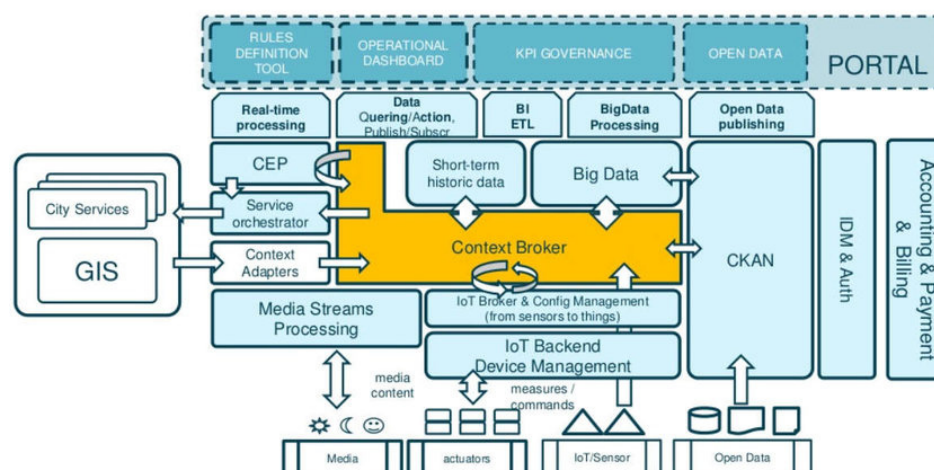 RULES
DEFINITION
TOOL
OPERATIONAL
DASHBOARD
KPI GOVERNANCE
OPEN DATA
PORTAL
Real-time
processing
Data
Quering/Action,
Publish/Subscr
BI
ETL
BigData
Processing
Open Data
publishing
CEP
Short-term
historic data
Big Data
City Services
Service
orchestrator
GIS
Context
Adapters
Context Broker
CKAN
IDM & Auth
Accounting & Payment
& Billing
Media Streams
Processing
IoT Broker & Config Management
(from sensors to things)
IoT Backend
Device Management
media
content
measures /
commands
Media
actuators
IoT/Sensor
Open Data